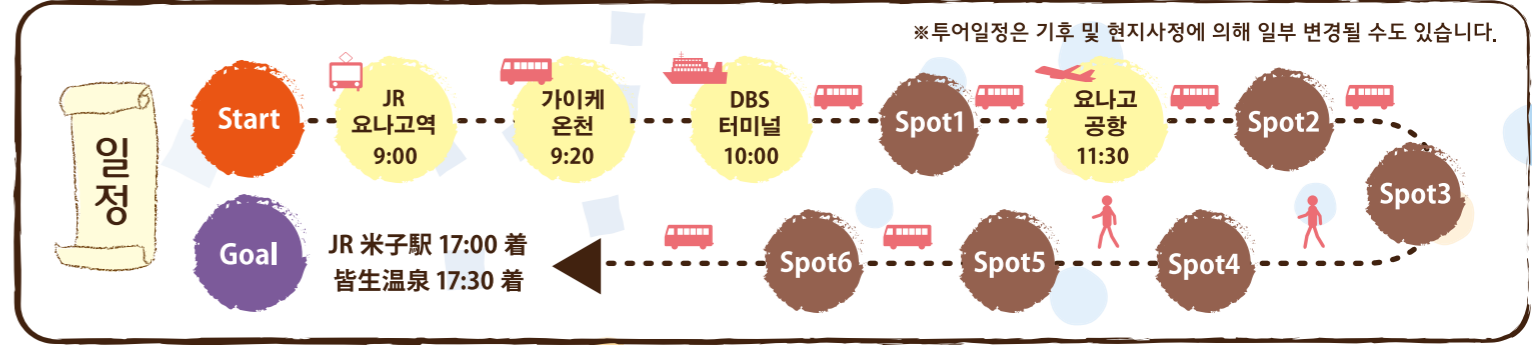 ※투어일정은 기후 및 현지사정에 의해 일부 변경될 수도 있습니다.
일정
Start
JR
요나고역
9:00
가이케
온천
9:20
DBS
터미널
10:00
Spot1
요나고
공항
11:30
Spot2
Spot3
Spot4
Spot5
Spot6
Goal
JR 米子駅 17:00 着
皆生温泉 17:30 着